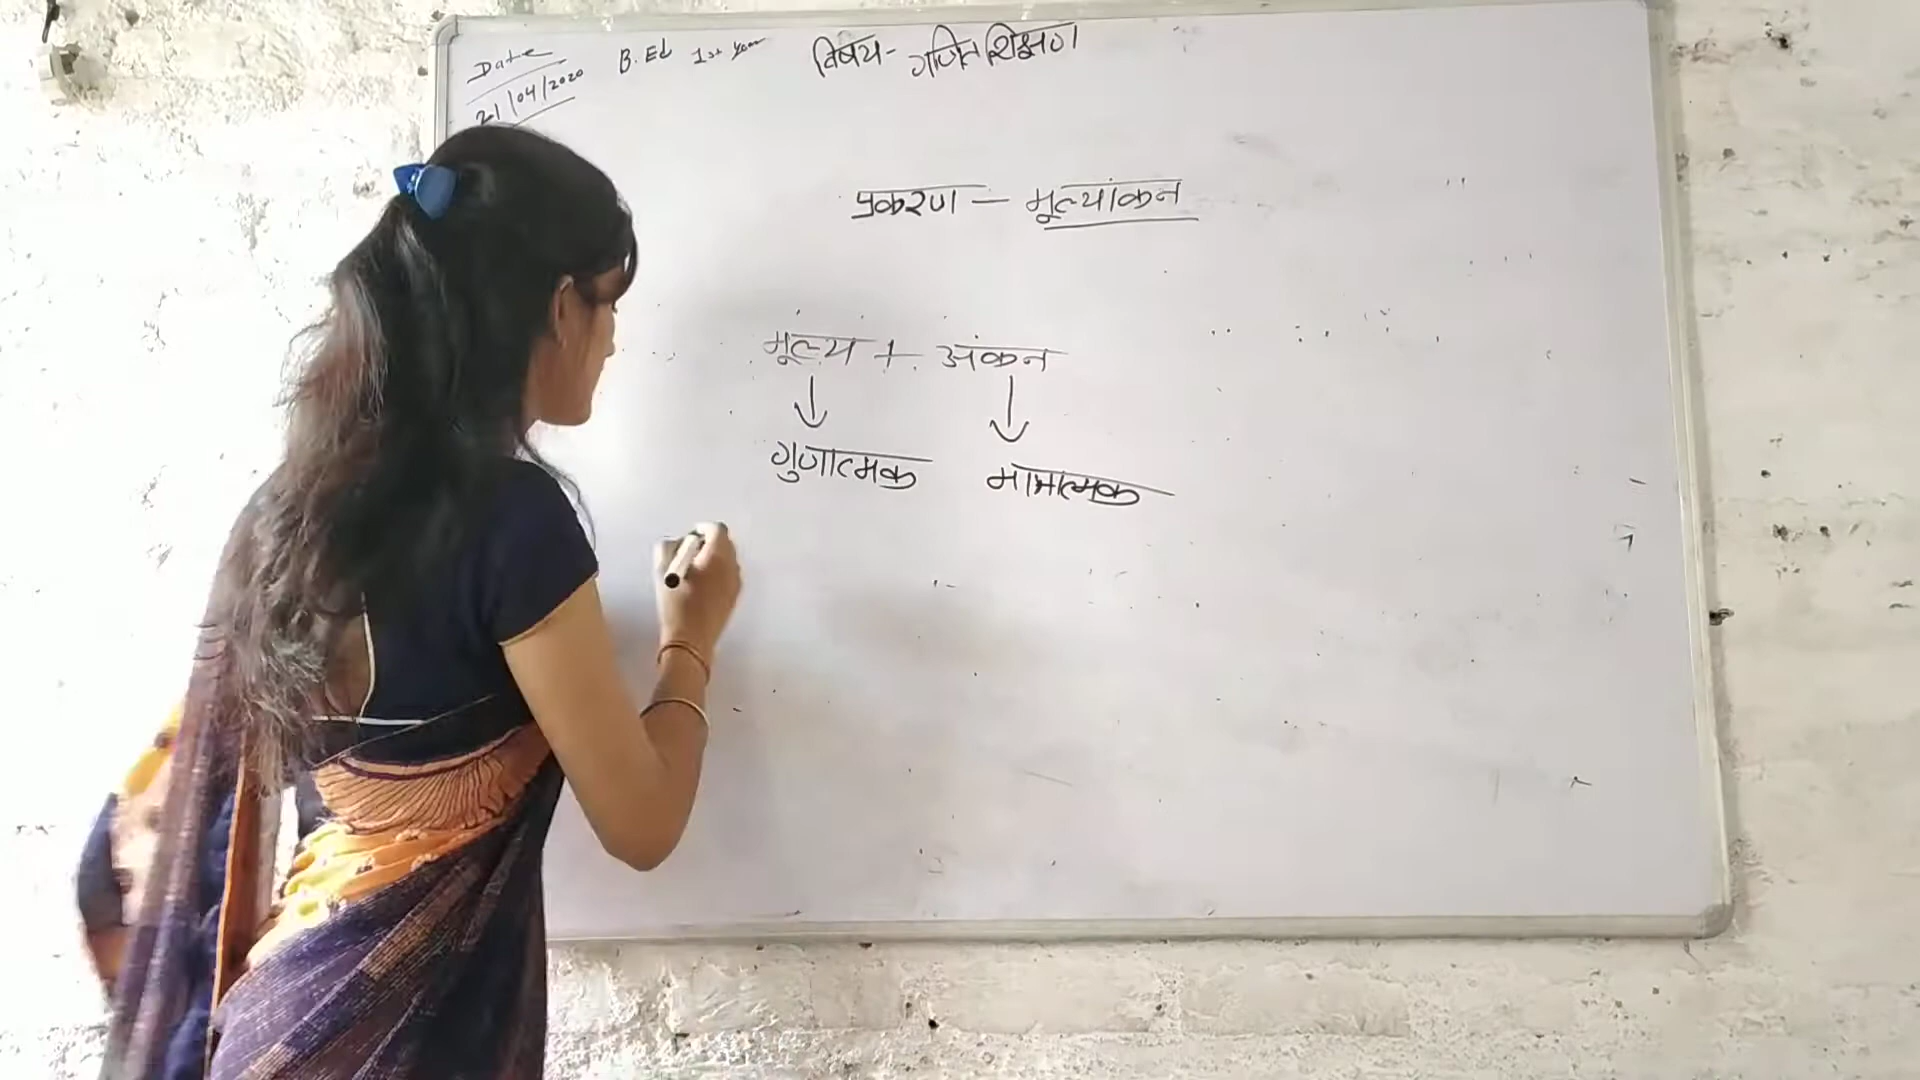 Date B.Ed 1st year विषय- गणित शिक्षण
21/04/2020
प्रकरण — मूल्यांकन
मूल्य + अंकन
↓ ↓
गुणात्मक मात्रात्मक